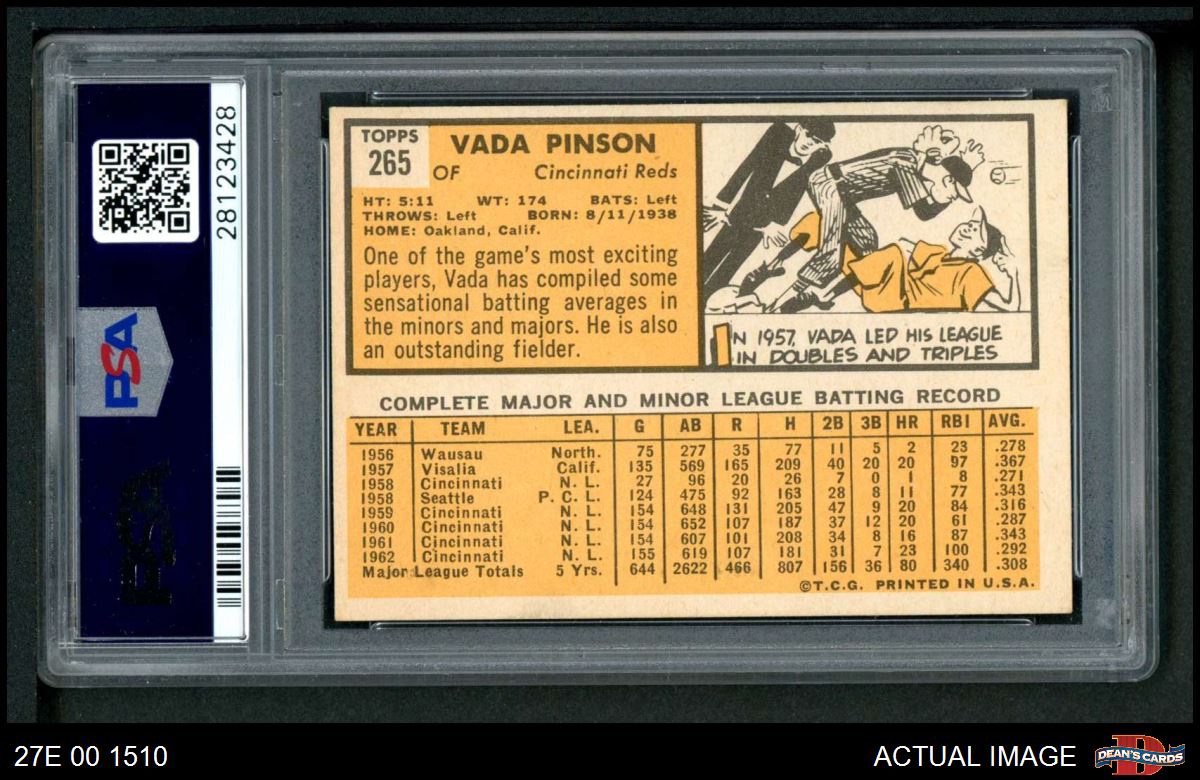 28123428
PSA
PSA
TOPPS
265
VADA PINSON
OF Cincinnati Reds
HT: 5:11 WT: 174 BATS: Left
THROWS: Left BORN: 8/11/1938
HOME: Oakland, Calif.
One of the game's most exciting
players, Vada has compiled some
sensational batting averages in
the minors and majors. He is also
an outstanding fielder.
IN 1957, VADA LED HIS LEAGUE
IN DOUBLES AND TRIPLES
COMPLETE MAJOR AND MINOR LEAGUE BATTING RECORD
YEAR TEAM LEA. G AB R H 2B 3B HR RBI AVG.
1956 Wausau North. 75 277 35 77 11 5 2 23 .278
1957 Visalia Calif. 135 569 165 209 40 20 20 97 .367
1958 Cincinnati N. L. 27 96 20 26 7 0 1 8 .271
1958 Seattle P. C. L. 124 475 92 163 28 8 11 77 .343
1959 Cincinnati N. L. 154 648 131 205 47 9 20 84 .316
1960 Cincinnati N. L. 154 652 107 187 37 12 20 61 .287
1961 Cincinnati N. L. 154 607 101 208 34 8 16 87 .343
1962 Cincinnati N. L. 155 619 107 181 31 7 23 100 .292
Major League Totals 5 Yrs. 644 2622 466 807 156 36 80 340 .308
©T.C.G. PRINTED IN U.S.A.
27E 00 1510
ACTUAL IMAGE
DEAN'S CARDS